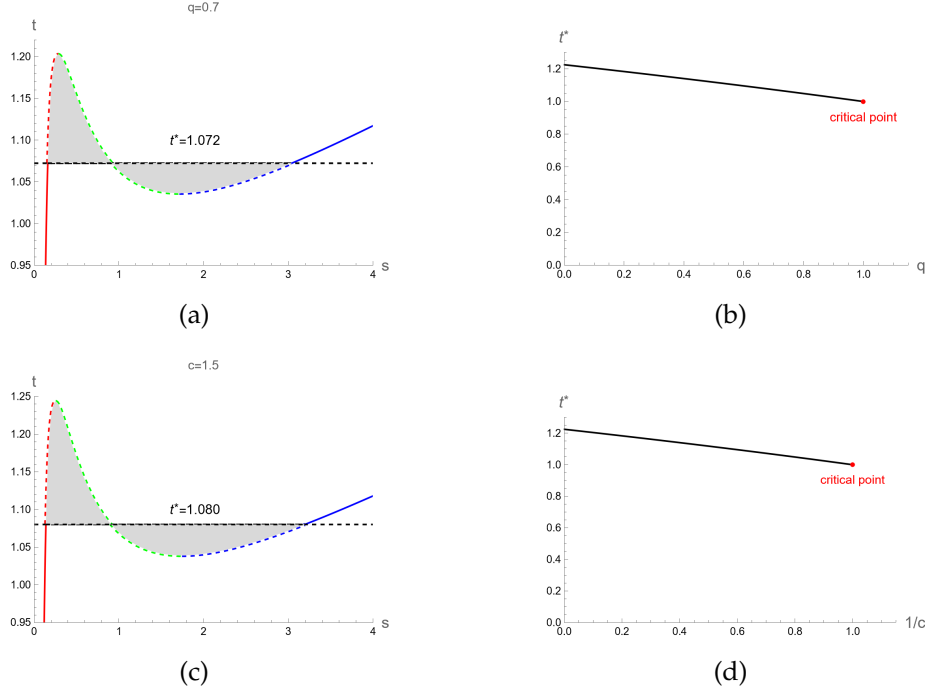 q=0.7
t
1.20
1.15
1.10
1.05
1.00
0.95
t*=1.072
0 1 2 3 4
s
(a)
t*
1.2
1.0
0.8
0.6
0.4
0.2
0.0
critical point
0.0 0.2 0.4 0.6 0.8 1.0
q
(b)
c=1.5
t
1.25
1.20
1.15
1.10
1.05
1.00
0.95
t*=1.080
0 1 2 3 4
s
(c)
t*
1.2
1.0
0.8
0.6
0.4
0.2
0.0
critical point
0.0 0.2 0.4 0.6 0.8 1.0
1/c
(d)